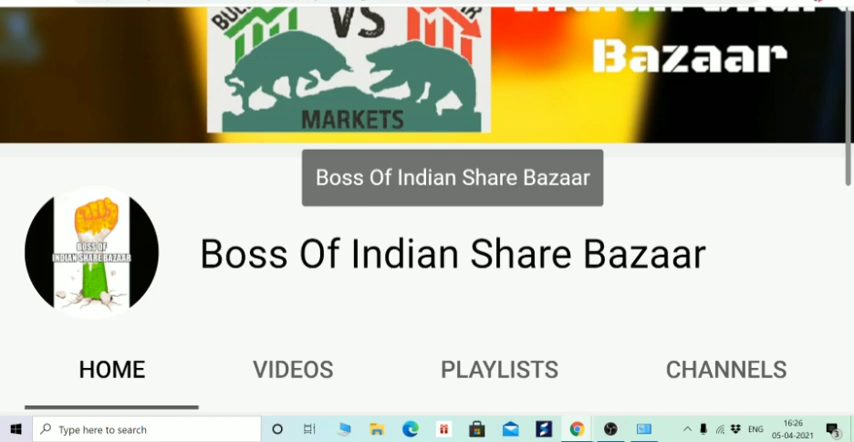 VS
Bazaar
MARKETS
Boss Of Indian Share Bazaar
BOSS OF
INDIAN SHARE BAZAAR
Boss Of Indian Share Bazaar
HOME VIDEOS PLAYLISTS CHANNELS
Type here to search
ENG
16:26
05-04-2021
3